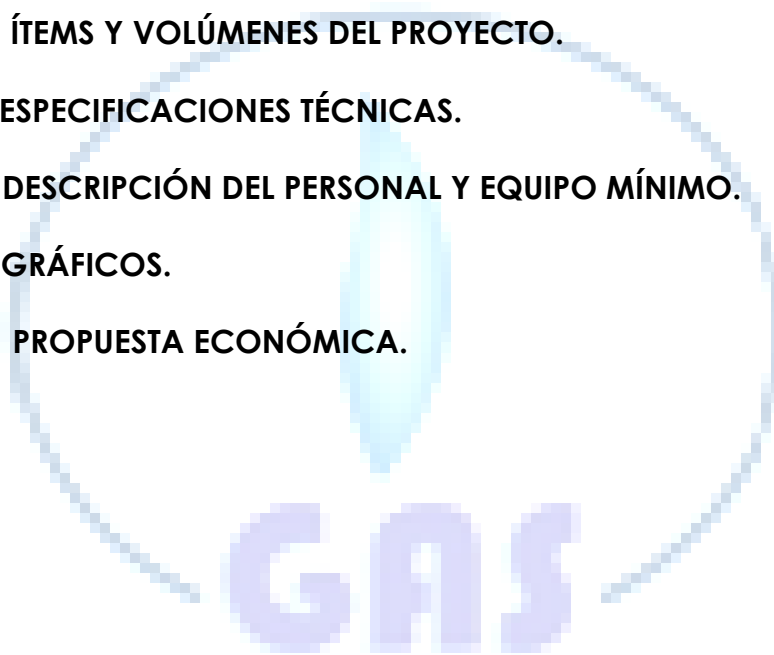 ÍTEMS Y VOLÚMENES DEL PROYECTO.
ESPECIFICACIONES TÉCNICAS.
DESCRIPCIÓN DEL PERSONAL Y EQUIPO MÍNIMO.
GRÁFICOS.
PROPUESTA ECONÓMICA.
GAS